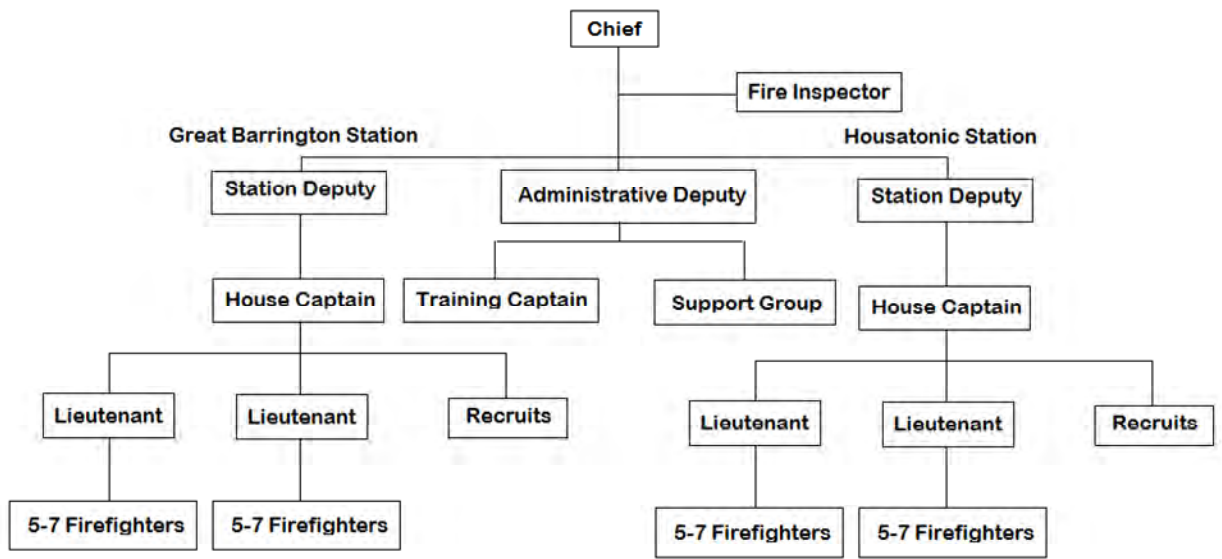 Chief
Fire Inspector
Great Barrington Station
Housatonic Station
Station Deputy
Administrative Deputy
Station Deputy
House Captain
Training Captain
Support Group
House Captain
Lieutenant
Lieutenant
Recruits
Lieutenant
Lieutenant
Recruits
5-7 Firefighters
5-7 Firefighters
5-7 Firefighters
5-7 Firefighters